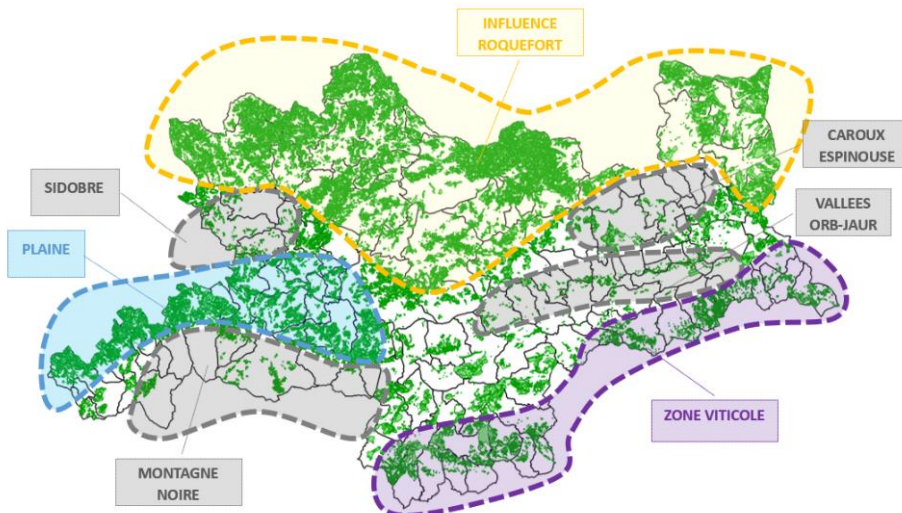 INFLUENCE
ROQUEFORT
CAROUX
ESPINOUSE
SIDOBRE
VALLEES
ORB-JAUR
PLAINE
ZONE VITICOLE
MONTAGNE
NOIRE